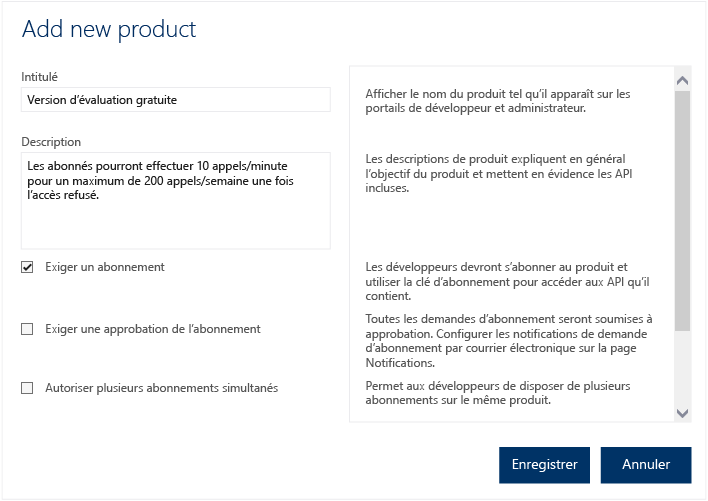 Add new product
Intitulé
Version d’évaluation gratuite
Description
Les abonnés pourront effectuer 10 appels/minute
pour un maximum de 200 appels/semaine une fois
l’accès refusé.
Exiger un abonnement
Exiger une approbation de l’abonnement
Autoriser plusieurs abonnements simultanés
Afficher le nom du produit tel qu’il apparaît sur les
portails de développeur et administrateur.
Les descriptions de produit expliquent en général
l’objectif du produit et mettent en évidence les API
incluses.
Les développeurs devront s’abonner au produit et
utiliser la clé d’abonnement pour accéder aux API qu’il
contient.
Toutes les demandes d’abonnement seront soumises à
approbation. Configurer les notifications de demande
d’abonnement par courrier électronique sur la page
Notifications.
Permet aux développeurs de disposer de plusieurs
abonnements sur le même produit.
Enregistrer
Annuler